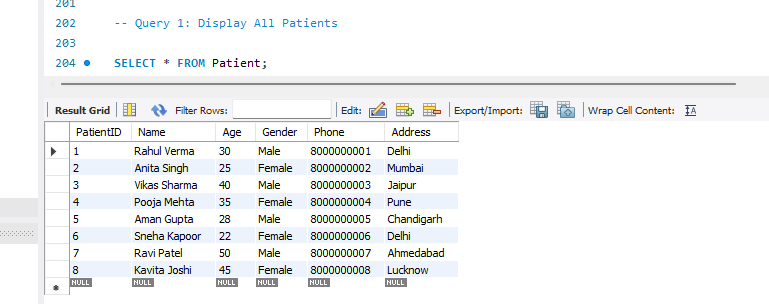 201
202 -- Query 1: Display All Patients
203
204 SELECT * FROM Patient;
Result Grid Filter Rows: Edit: Export/Import: Wrap Cell Content: IA
PatientID Name Age Gender Phone Address
1 Rahul Verma 30 Male 8000000001 Delhi
2 Anita Singh 25 Female 8000000002 Mumbai
3 Vikas Sharma 40 Male 8000000003 Jaipur
4 Pooja Mehta 35 Female 8000000004 Pune
5 Aman Gupta 28 Male 8000000005 Chandigarh
6 Sneha Kapoor 22 Female 8000000006 Delhi
7 Ravi Patel 50 Male 8000000007 Ahmedabad
8 Kavita Joshi 45 Female 8000000008 Lucknow
NULL NULL NULL NULL NULL NULL